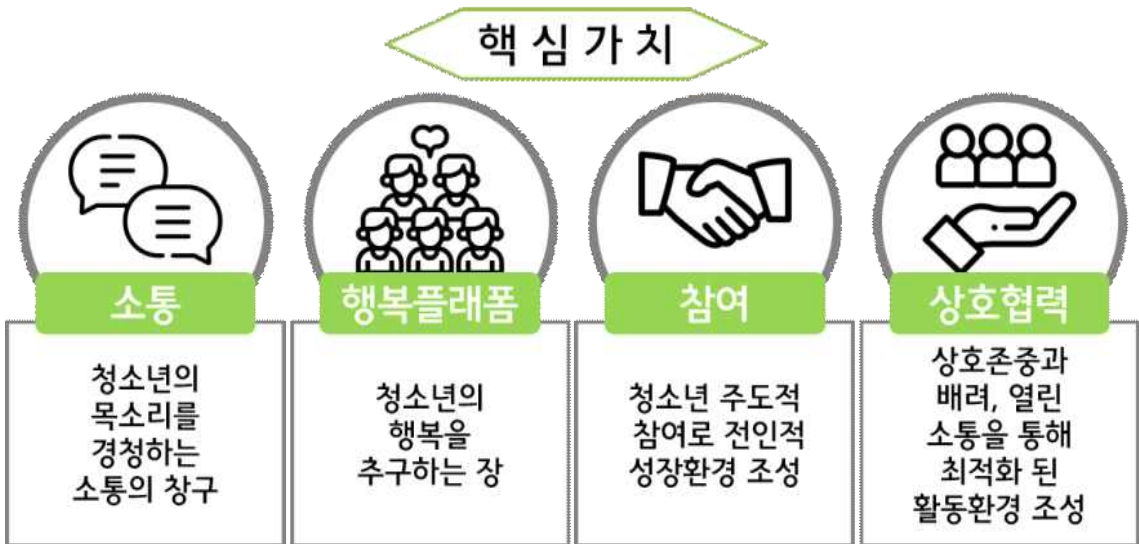 핵 심 가 치
소통
청소년의
목소리를
경청하는
소통의 창구
행복플래폼
청소년의
행복을
추구하는 장
참여
청소년 주도적
참여로 전인적
성장환경 조성
상호협력
상호존중과
배려, 열린
소통을 통해
최적화 된
활동환경 조성